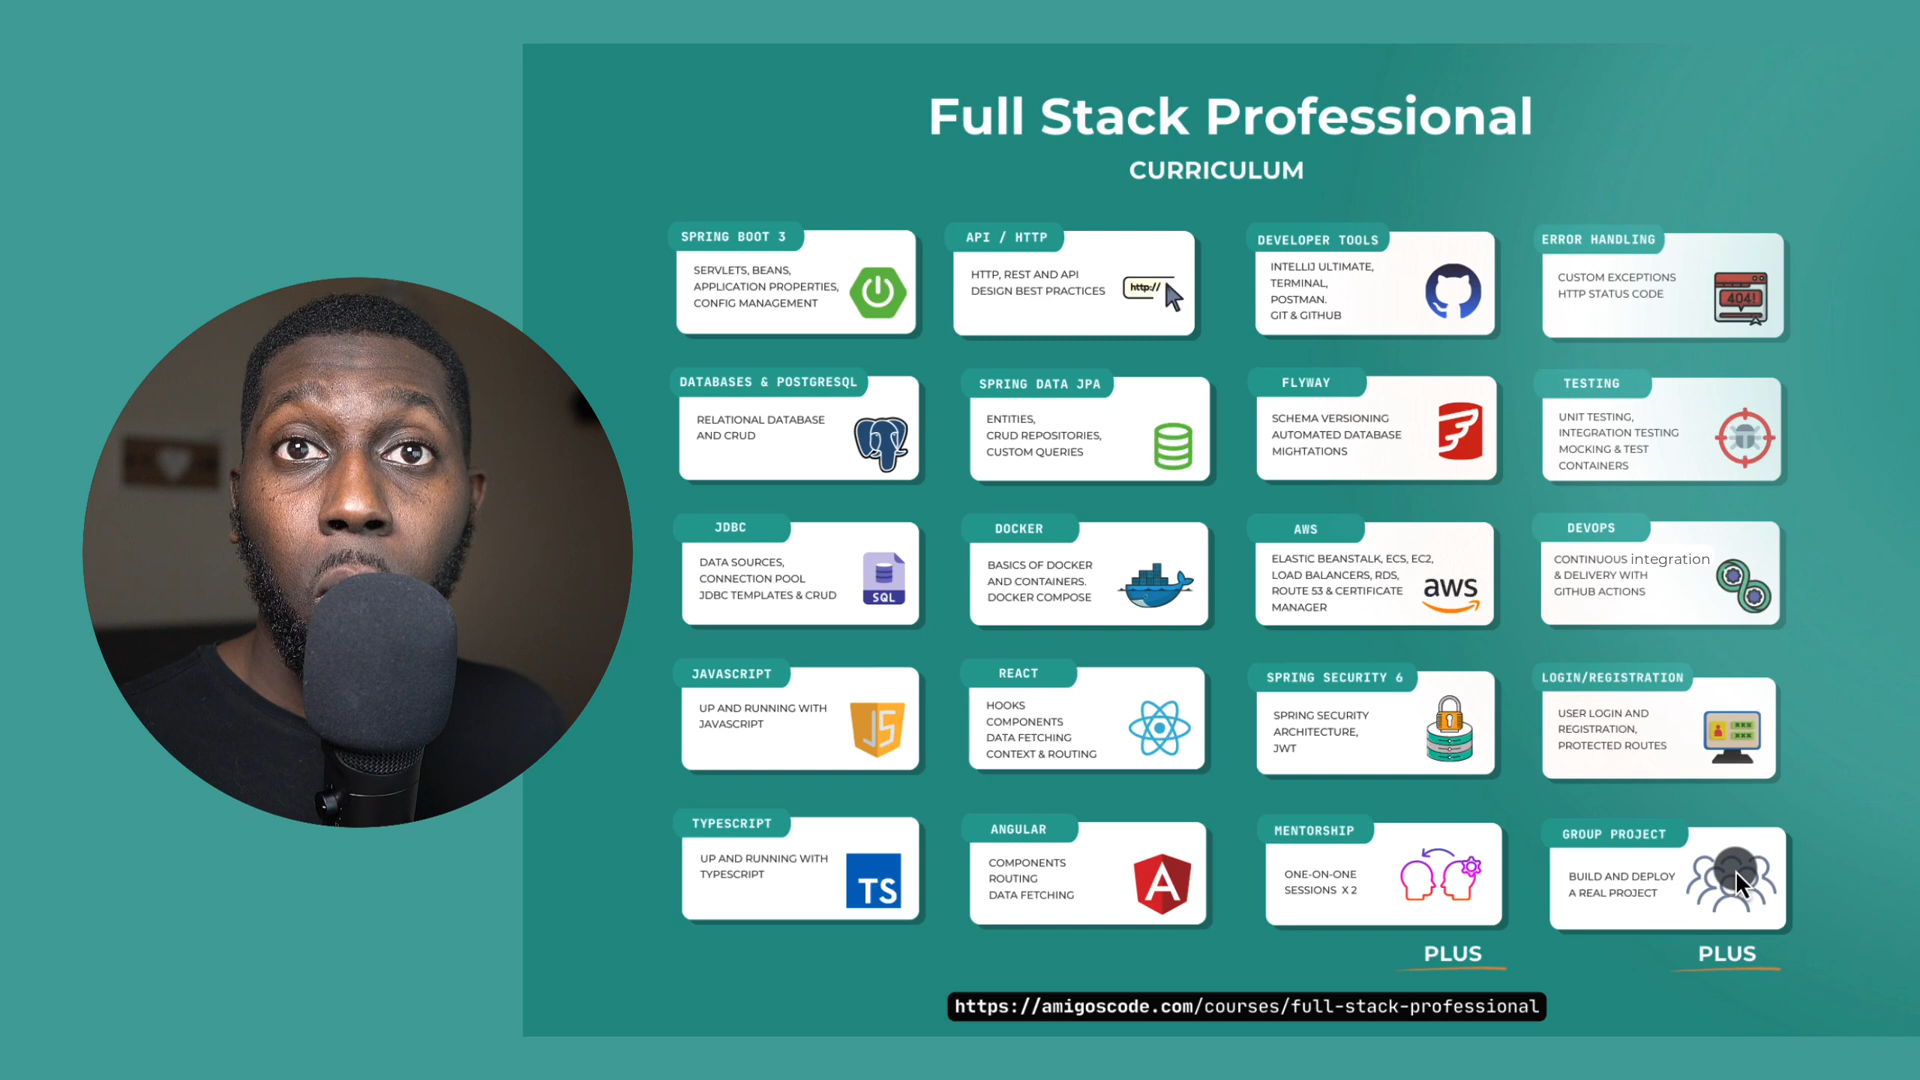 Full Stack Professional
CURRICULUM
SPRING BOOT 3
SERVLETS, BEANS,
APPLICATION PROPERTIES,
CONFIG MANAGEMENT
API / HTTP
HTTP, REST AND API
DESIGN BEST PRACTICES
http://
DEVELOPER TOOLS
INTELLIJ ULTIMATE,
TERMINAL,
POSTMAN.
GIT & GITHUB
ERROR HANDLING
CUSTOM EXCEPTIONS
HTTP STATUS CODE
404!
DATABASES & POSTGRESQL
RELATIONAL DATABASE
AND CRUD
SPRING DATA JPA
ENTITIES,
CRUD REPOSITORIES,
CUSTOM QUERIES
FLYWAY
SCHEMA VERSIONING
AUTOMATED DATABASE
MIGHTATIONS
TESTING
UNIT TESTING,
INTEGRATION TESTING
MOCKING & TEST
CONTAINERS
JDBC
DATA SOURCES,
CONNECTION POOL
JDBC TEMPLATES & CRUD
SQL
DOCKER
BASICS OF DOCKER
AND CONTAINERS.
DOCKER COMPOSE
AWS
ELASTIC BEANSTALK, ECS, EC2,
LOAD BALANCERS, RDS,
ROUTE 53 & CERTIFICATE
MANAGER
aws
DEVOPS
CONTINUOUS integration
& DELIVERY WITH
GITHUB ACTIONS
JAVASCRIPT
UP AND RUNNING WITH
JAVASCRIPT
JS
REACT
HOOKS
COMPONENTS
DATA FETCHING
CONTEXT & ROUTING
SPRING SECURITY 6
SPRING SECURITY
ARCHITECTURE,
JWT
LOGIN/REGISTRATION
USER LOGIN AND
REGISTRATION,
PROTECTED ROUTES
XXX
XXX
TYPESCRIPT
UP AND RUNNING WITH
TYPESCRIPT
TS
ANGULAR
COMPONENTS
ROUTING
DATA FETCHING
A
MENTORSHIP
ONE-ON-ONE
SESSIONS X 2
GROUP PROJECT
BUILD AND DEPLOY
A REAL PROJECT
PLUS
PLUS
https://amigoscode.com/courses/full-stack-professional